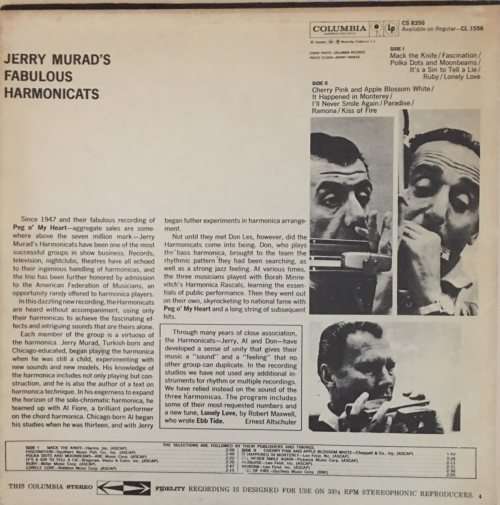 COLUMBIA
CS 8356
Available on Regular—CL 1556
JERRY MURAD'S
FABULOUS
HARMONICATS
SIDE I
Mack the Knife/Fascination/
Polka Dots and Moonbeams/
It's a Sin to Tell a Lie/
Ruby/Lonely Love
SIDE II
Cherry Pink and Apple Blossom White/
It Happened in Monterey/
I'll Never Smile Again/Paradise/
Ramona/Kiss of Fire
Since 1947 and their fabulous recording of
Peg o' My Heart—aggregate sales are some-
where above the seven million mark—Jerry
Murad's Harmonicats have been one of the most
successful groups in show business. Records,
television, nightclubs, theatres have all echoed
to their ingenious handling of harmonicas, and
the trio has been further honored by admission
to the American Federation of Musicians, an
opportunity rarely offered to harmonica players.
In this dazzling new recording, the Harmonicats
are heard without accompaniment, using only
their harmonicas to achieve the fascinating ef-
fects and intriguing sounds that are theirs alone.
Each member of the group is a virtuoso of
the harmonica. Jerry Murad, Turkish-born and
Chicago-educated, began playing the harmonica
when he was still a child, experimenting with
new sounds and new models. His knowledge of
the harmonica includes not only playing but con-
struction, and he is also the author of a text on
harmonica technique. In his eagerness to expand
the horizon of the solo-chromatic harmonica, he
teamed up with Al Fiore, a brilliant performer
on the chord harmonica. Chicago-born Al began
his studies when he was thirteen, and with Jerry
began futher experiments in harmonica arrange-
ment.
Not until they met Don Les, however, did the
Harmonicats come into being. Don, who plays
the bass harmonica, brought to the team the
rhythmic pattern they had been searching, as
well as a strong jazz feeling. At various times,
the three musicians played with Borah Minne-
vitch's Harmonica Rascals, learning the essen-
tials of public performance. Then they went out
on their own, skyrocketing to national fame with
Peg o' My Heart and a long string of subsequent
hits.
Through many years of close association,
the Harmonicats—Jerry, Al and Don—have
developed a sense of unity that gives their
music a "sound" and a "feeling" that no
other group can duplicate. In the recording
studies we have not used any additional in-
struments for rhythm or multiple recordings.
We have relied instead on the sound of the
three harmonicas. The program includes
some of their most requested numbers and
a new tune, Lonely Love, by Robert Maxwell,
who wrote Ebb Tide. Ernest Altschuler
THE SELECTIONS ARE FOLLOWED BY THEIR PUBLISHERS AND TIMINGS.
THIS COLUMBIA STEREO FIDELITY RECORDING IS DESIGNED FOR USE ON 33⅓ RPM STEREOPHONIC REPRODUCERS